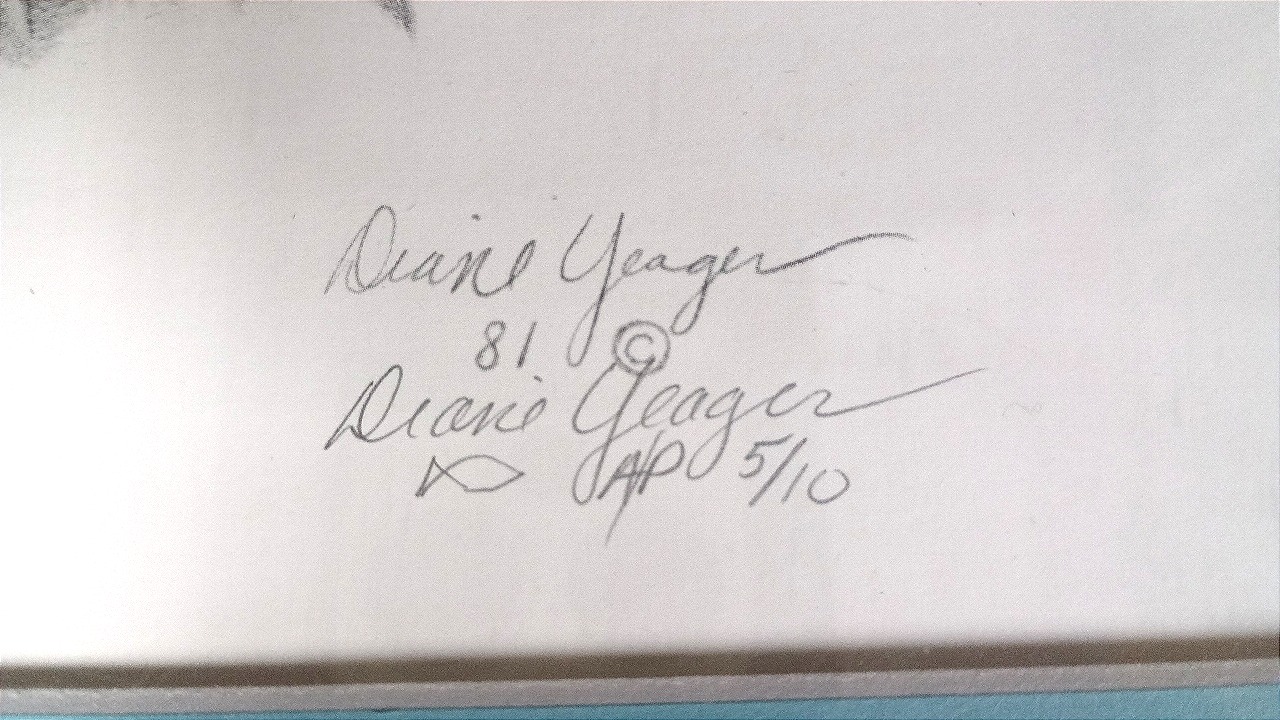 Diane Yeager
81 ©
Diane Yeager
AP 5/10